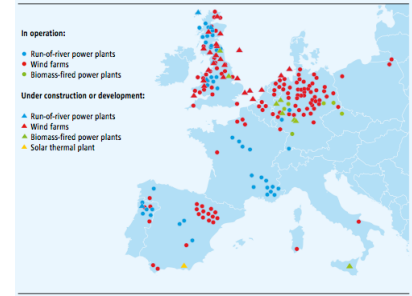 In operation:
Run-of-river power plants
Wind farms
Biomass-fired power plants
Under construction or development:
Run-of-river power plants
Wind farms
Biomass-fired power plants
Solar thermal plant